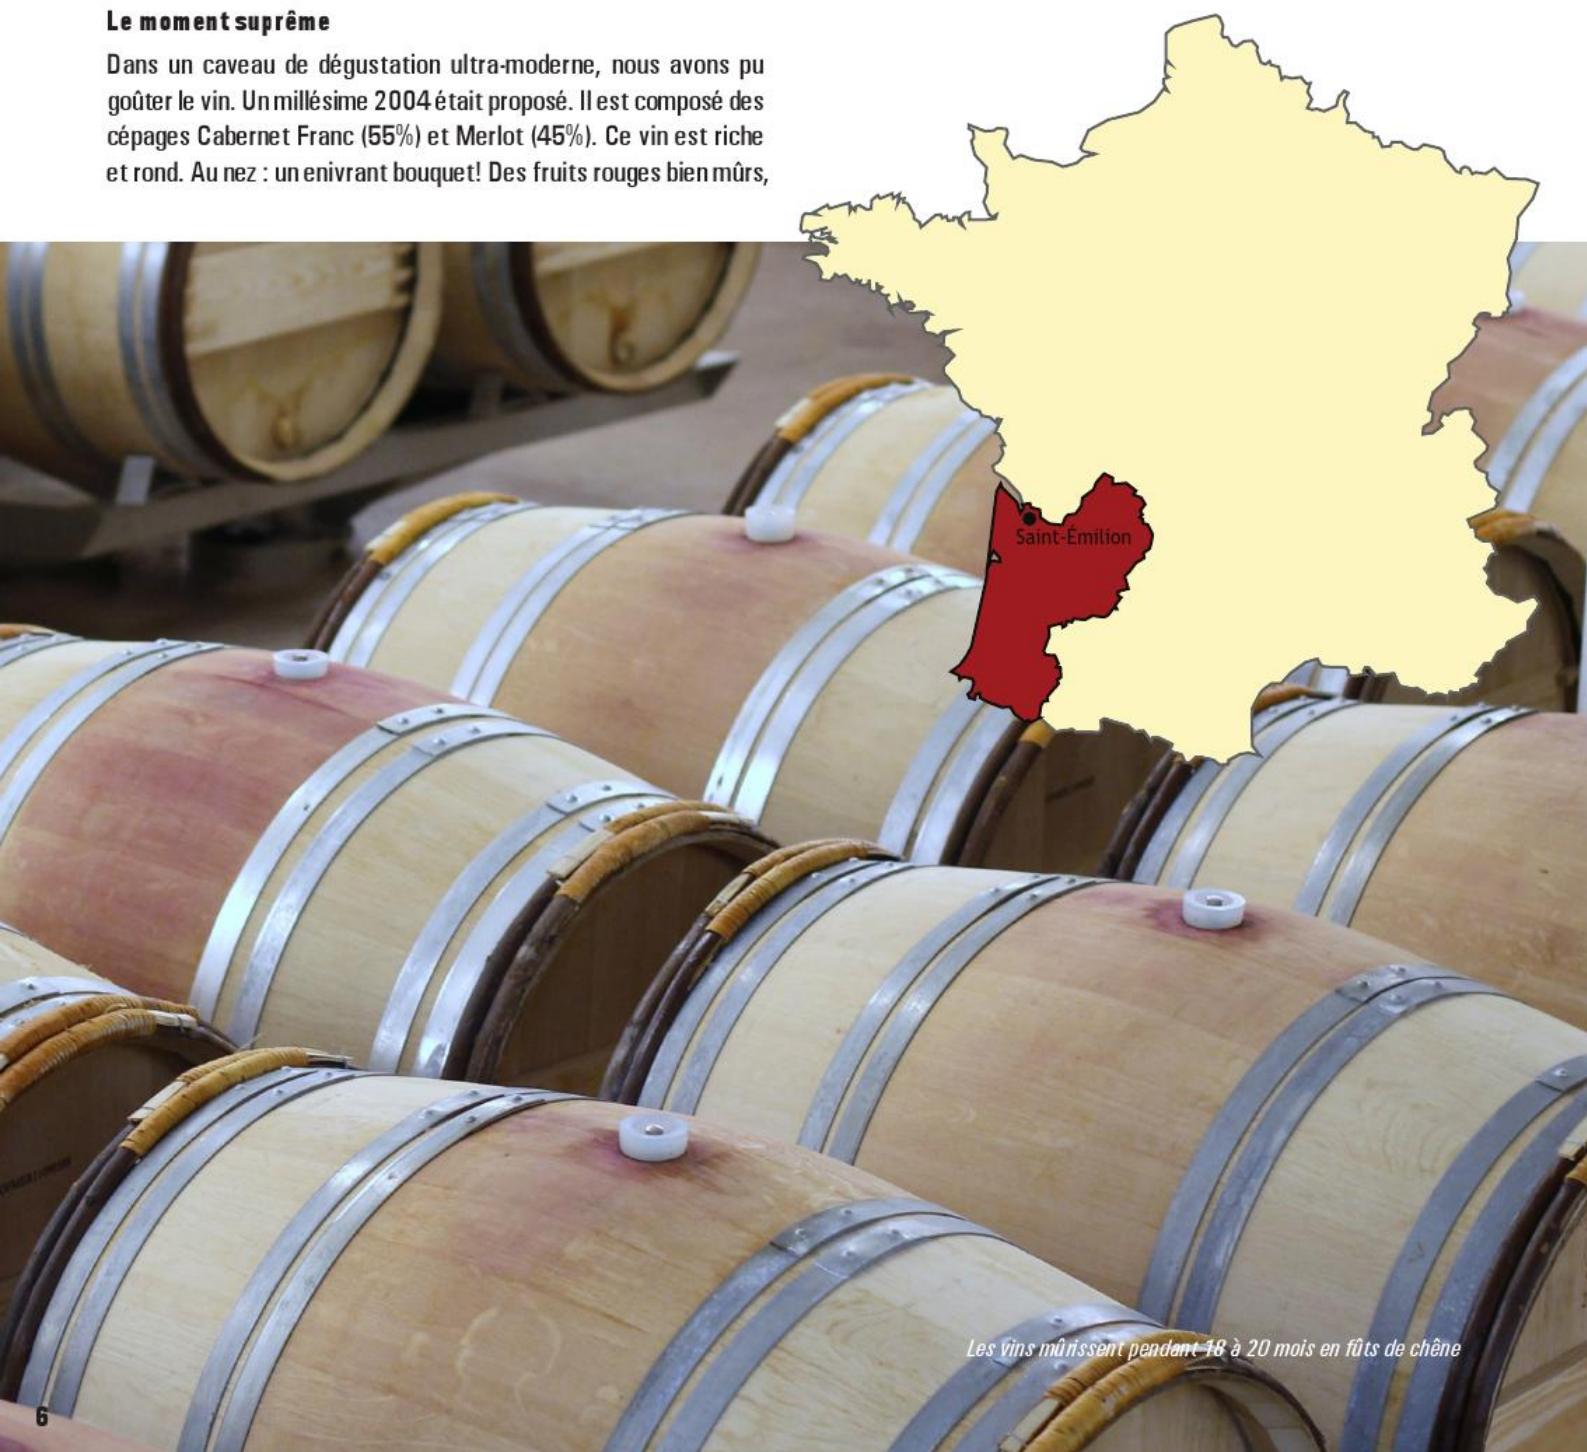 Le moment suprême
Dans un caveau de dégustation ultra-moderne, nous avons pu
goûter le vin. Un millésime 2004 était proposé. Il est composé des
cépages Cabernet Franc (55%) et Merlot (45%). Ce vin est riche
et rond. Au nez : un enivrant bouquet! Des fruits rouges bien mûrs,
Saint-Émilion
Les vins mûrissent pendant 18 à 20 mois en fûts de chêne
6